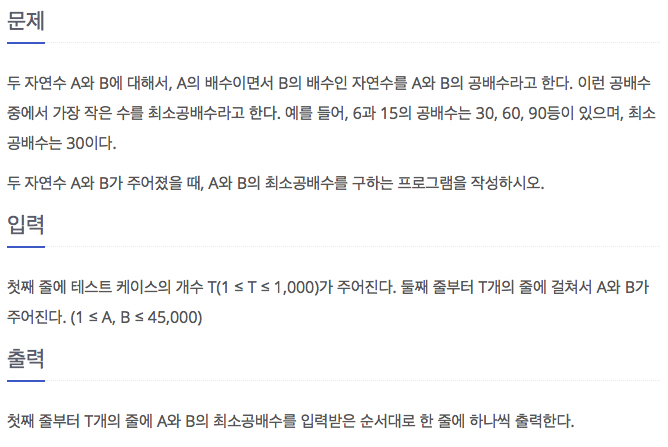 문제
두 자연수 A와 B에 대해서, A의 배수이면서 B의 배수인 자연수를 A와 B의 공배수라고 한다. 이런 공배수
중에서 가장 작은 수를 최소공배수라고 한다. 예를 들어, 6과 15의 공배수는 30, 60, 90등이 있으며, 최소
공배수는 30이다.
두 자연수 A와 B가 주어졌을 때, A와 B의 최소공배수를 구하는 프로그램을 작성하시오.
입력
첫째 줄에 테스트 케이스의 개수 T(1 ≤ T ≤ 1,000)가 주어진다. 둘째 줄부터 T개의 줄에 걸쳐서 A와 B가
주어진다. (1 ≤ A, B ≤ 45,000)
출력
첫째 줄부터 T개의 줄에 A와 B의 최소공배수를 입력받은 순서대로 한 줄에 하나씩 출력한다.